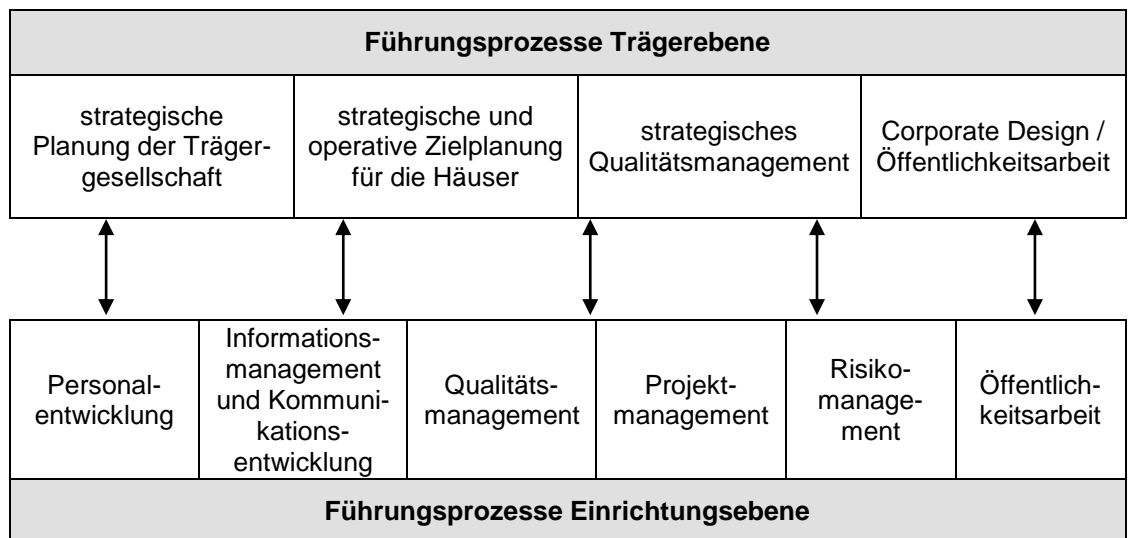 Führungsprozesse Trägerebene
strategische
Planung der Träger-
gesellschaft
strategische und
operative Zielplanung
für die Häuser
strategisches
Qualitätsmanagement
Corporate Design /
Öffentlichkeitsarbeit
Personal-
entwicklung
Informations-
management
und Kommuni-
kations-
entwicklung
Qualitäts-
management
Projekt-
management
Risiko-
manage-
ment
Öffentlich-
keitsarbeit
Führungsprozesse Einrichtungsebene